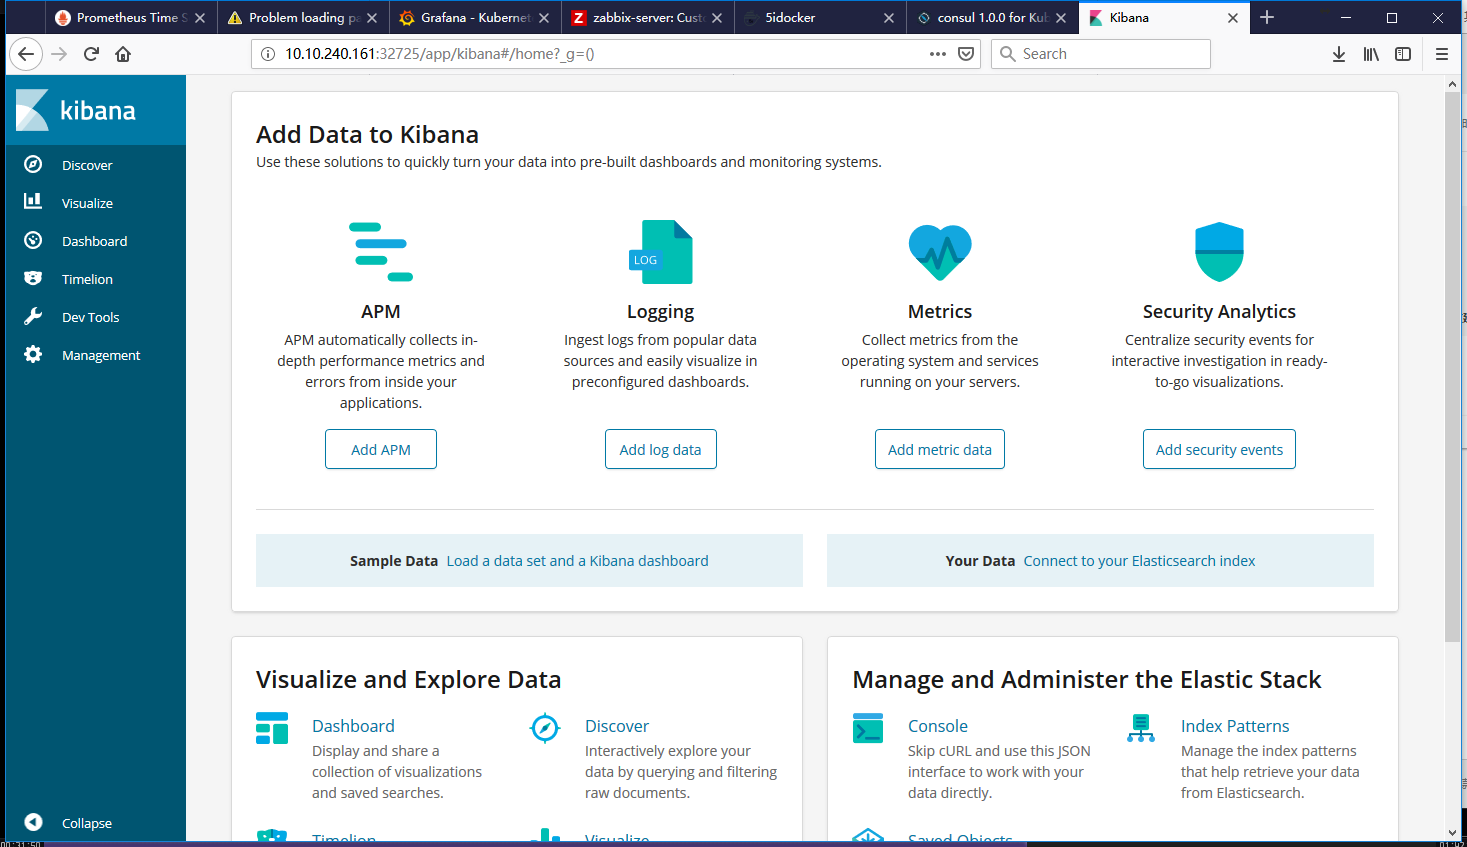 Prometheus Time S
Problem loading pa
Grafana - Kubernet
zabbix-server: Cust
5idocker
consul 1.0.0 for Kub
Kibana
10.10.240.161:32725/app/kibana#/home?_g=()
Search
kibana
Discover
Visualize
Dashboard
Timelion
Dev Tools
Management
Collapse
Add Data to Kibana
Use these solutions to quickly turn your data into pre-built dashboards and monitoring systems.
LOG
APM
APM automatically collects in-
depth performance metrics and
errors from inside your
applications.
Add APM
Logging
Ingest logs from popular data
sources and easily visualize in
preconfigured dashboards.
Add log data
Metrics
Collect metrics from the
operating system and services
running on your servers.
Add metric data
Security Analytics
Centralize security events for
interactive investigation in ready-
to-go visualizations.
Add security events
Sample Data Load a data set and a Kibana dashboard
Your Data Connect to your Elasticsearch index
Visualize and Explore Data
Dashboard
Display and share a
collection of visualizations
and saved searches.
Discover
Interactively explore your
data by querying and filtering
raw documents.
Timelion
Visualize
Manage and Administer the Elastic Stack
Console
Skip cURL and use this JSON
interface to work with your
data directly.
Index Patterns
Manage the index patterns
that help retrieve your data
from Elasticsearch.
Saved Objects